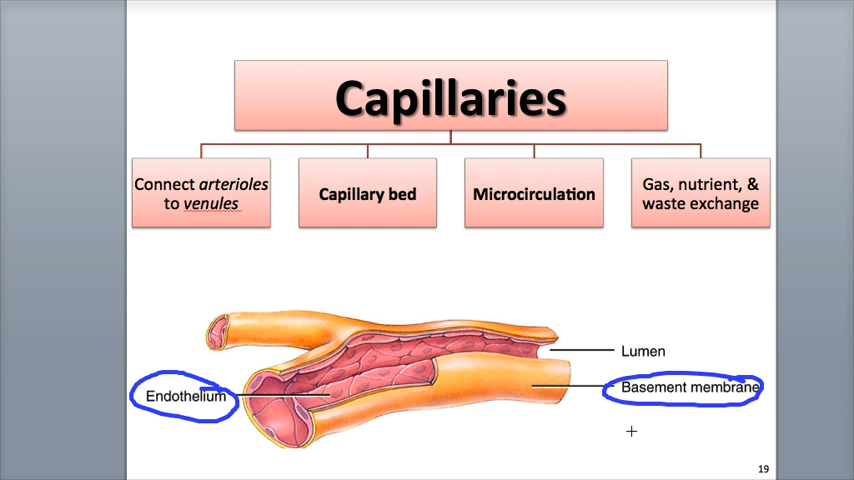 Capillaries
Connect arterioles
to venules
Capillary bed
Microcirculation
Gas, nutrient, &
waste exchange
Lumen
Basement membrane
Endothelium
19